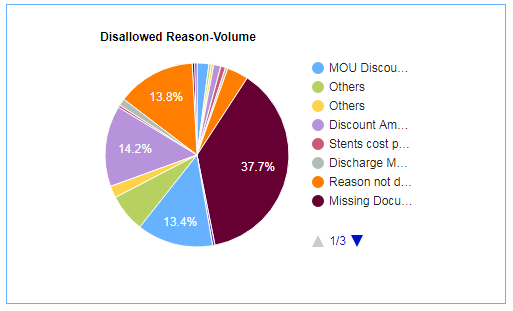 Disallowed Reason-Volume
MOU Discou...
Others
Others
Discount Am...
Stents cost p...
Discharge M...
Reason not d...
Missing Docu...
13.8%
14.2%
37.7%
13.4%
1/3